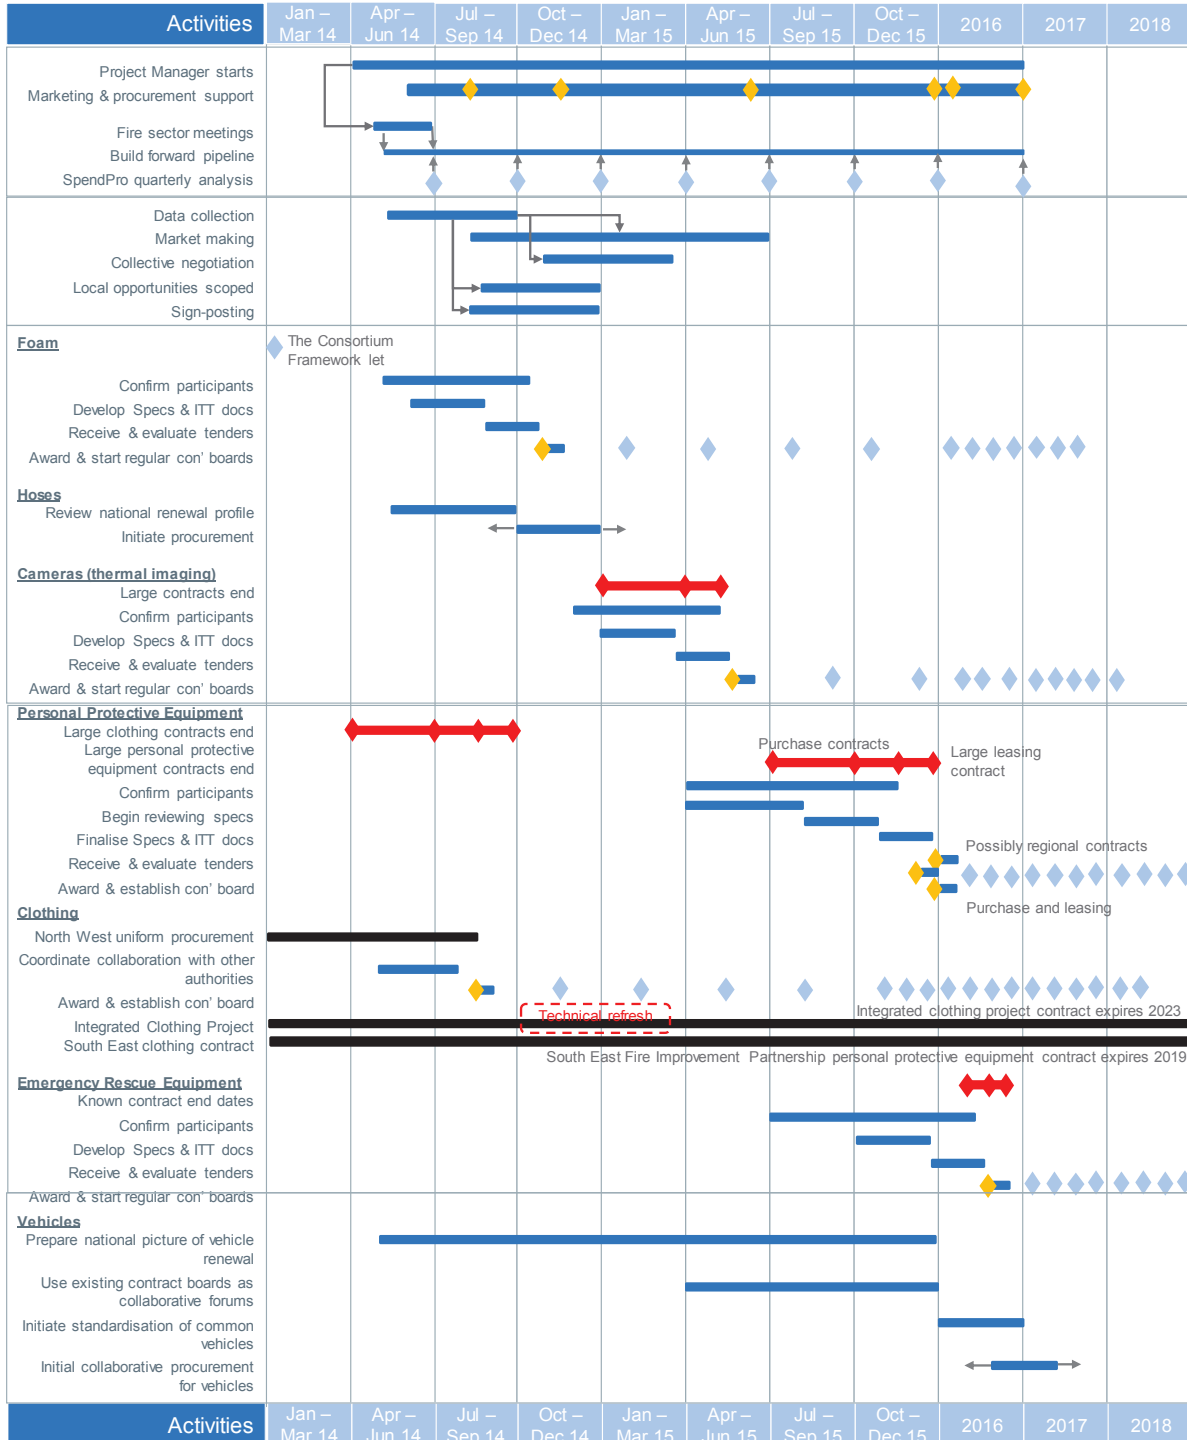 Activities
Jan –
Mar 14
Apr –
Jun 14
Jul –
Sep 14
Oct –
Dec 14
Jan –
Mar 15
Apr –
Jun 15
Jul –
Sep 15
Oct –
Dec 15
2016
2017
2018
Project Manager starts
Marketing & procurement support
Fire sector meetings
Build forward pipeline
SpendPro quarterly analysis
Data collection
Market making
Collective negotiation
Local opportunities scoped
Sign-posting
Foam
The Consortium
Framework let
Confirm participants
Develop Specs & ITT docs
Receive & evaluate tenders
Award & start regular con' boards
Hoses
Review national renewal profile
Initiate procurement
Cameras (thermal imaging)
Large contracts end
Confirm participants
Develop Specs & ITT docs
Receive & evaluate tenders
Award & start regular con' boards
Personal Protective Equipment
Large clothing contracts end
Large personal protective
equipment contracts end
Purchase contracts
Large leasing
contract
Confirm participants
Begin reviewing specs
Finalise Specs & ITT docs
Possibly regional contracts
Receive & evaluate tenders
Award & establish con' board
Purchase and leasing
Clothing
North West uniform procurement
Coordinate collaboration with other
authorities
Award & establish con' board
Technical refresh
Integrated clothing project contract expires 2023
Integrated Clothing Project
South East clothing contract
South East Fire Improvement Partnership personal protective equipment contract expires 2019
Emergency Rescue Equipment
Known contract end dates
Confirm participants
Develop Specs & ITT docs
Receive & evaluate tenders
Award & start regular con' boards
Vehicles
Prepare national picture of vehicle
renewal
Use existing contract boards as
collaborative forums
Initiate standardisation of common
vehicles
Initial collaborative procurement
for vehicles
Activities
Jan –
Mar 14
Apr –
Jun 14
Jul –
Sep 14
Oct –
Dec 14
Jan –
Mar 15
Apr –
Jun 15
Jul –
Sep 15
Oct –
Dec 15
2016
2017
2018